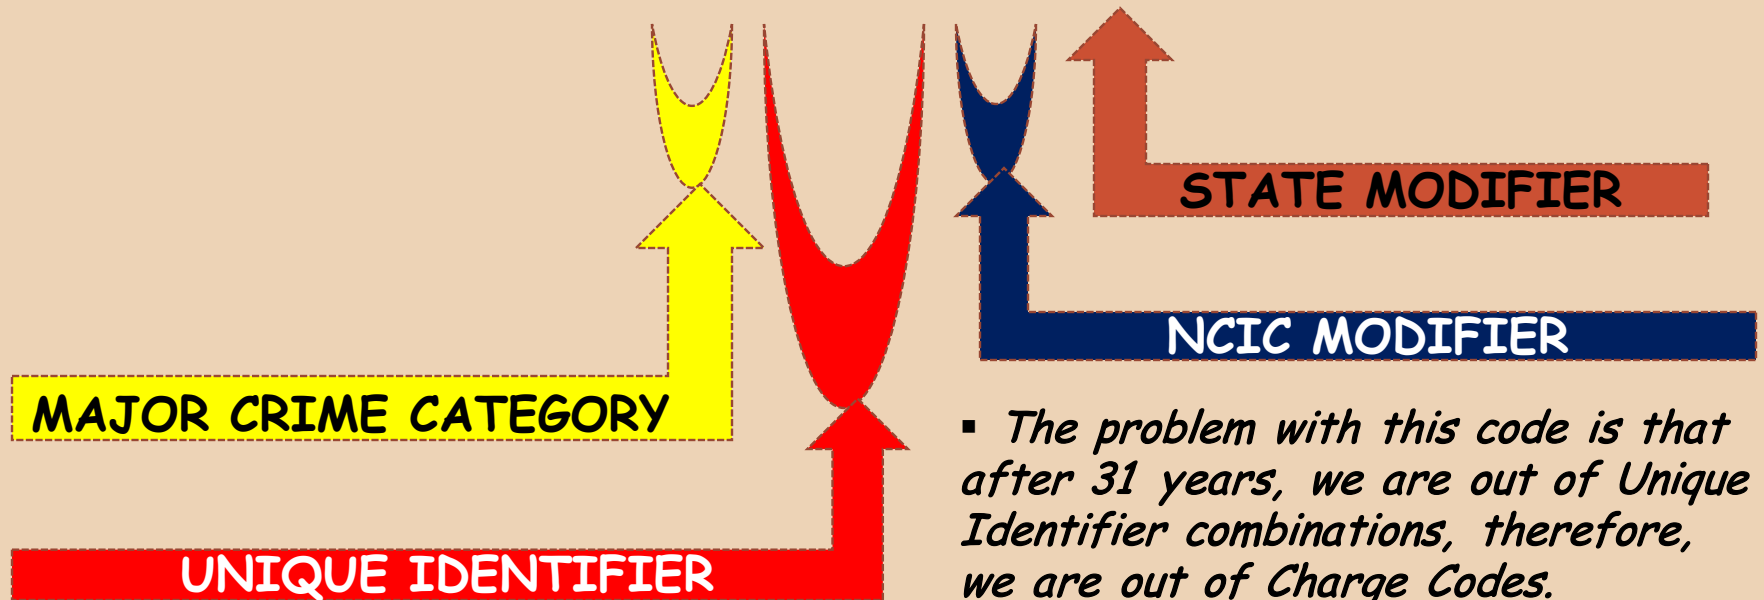 STATE MODIFIER
NCIC MODIFIER
MAJOR CRIME CATEGORY
UNIQUE IDENTIFIER
▪ The problem with this code is that
after 31 years, we are out of Unique
Identifier combinations, therefore,
we are out of Charge Codes.